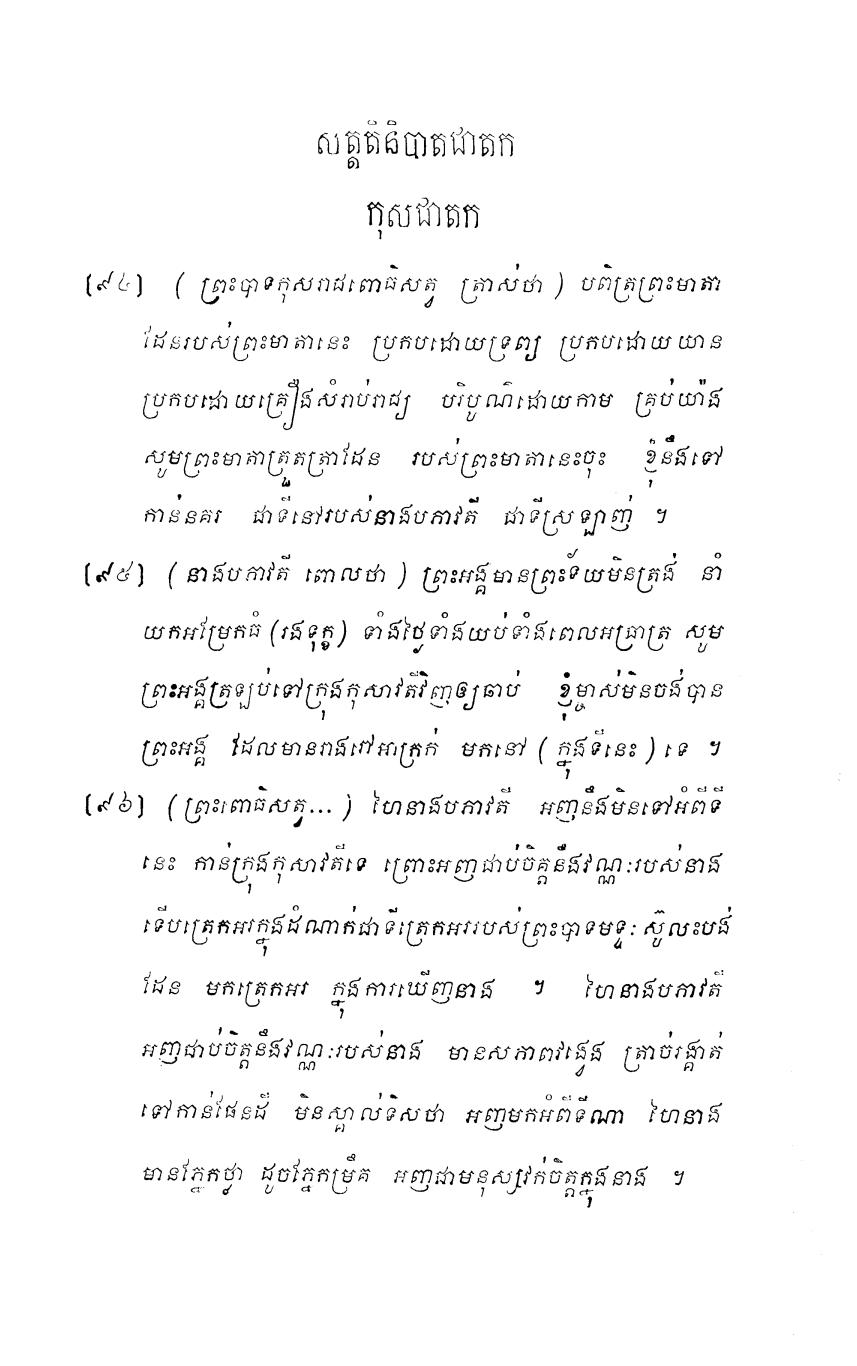 សត្តតិនិបាតជាតក
កុសជាតក
[៩៤] ( ព្រះបាទកុសរាជពោធិសត្វ ត្រាស់ថា ) បពិត្រព្រះមាតា
ដែនរបស់ព្រះមាតានេះ ប្រកបដោយទ្រព្យ ប្រកបដោយយាន
ប្រកបដោយគ្រឿងសំរាប់រាជ្យ បរិបូណ៌ដោយកាម គ្រប់យ៉ាង
សូមព្រះមាតាត្រួតត្រាដែន របស់ព្រះមាតានេះចុះ ខ្ញុំនឹងទៅ
កាន់នគរ ជាទីនៅរបស់នាងបភាវតី ជាទីស្រឡាញ់ ។
[៩៥] ( នាងបភាវតី ពោលថា ) ព្រះអង្គមានព្រះទ័យមិនត្រង់ នាំ
យកអម្រែកធំ (រងទុក្ខ) ទាំងថ្ងៃទាំងយប់ទាំងពេលអធ្រាត្រ សូម
ព្រះអង្គត្រឡប់ទៅក្រុងកុសាវតីវិញឲ្យឆាប់ ខ្ញុំម្ចាស់មិនចង់បាន
ព្រះអង្គ ដែលមានរាងពៅអាក្រក់ មកនៅ ( ក្នុងទីនេះ ) ទេ ។
[៩៦] (ព្រះពោធិសត្វ... ) ហៃនាងបភាវតី អញនឹងមិនទៅអំពីទី
នេះ កាន់ក្រុងកុសាវតីទេ ព្រោះអញជាប់ចិត្តនឹងវណ្ណៈរបស់នាង
ទើបត្រេកអរក្នុងដំណាក់ជាទីត្រេកអររបស់ព្រះបាទមទ្ទៈ ស៊ូលះបង់
ដែន មកត្រេកអរ ក្នុងការឃើញនាង ។ ហៃនាងបភាវតី
អញជាប់ចិត្តនឹងវណ្ណៈរបស់នាង មានសភាពវង្វេង ត្រាច់រង្គាត់
ទៅកាន់ផែនដី មិនស្គាល់ទិសថា អញមកអំពីទីណា ហៃនាង
មានភ្នែកថ្លា ដូចភ្នែកម្រឹគ អញជាមនុស្សវក់ចិត្តក្នុងនាង ។